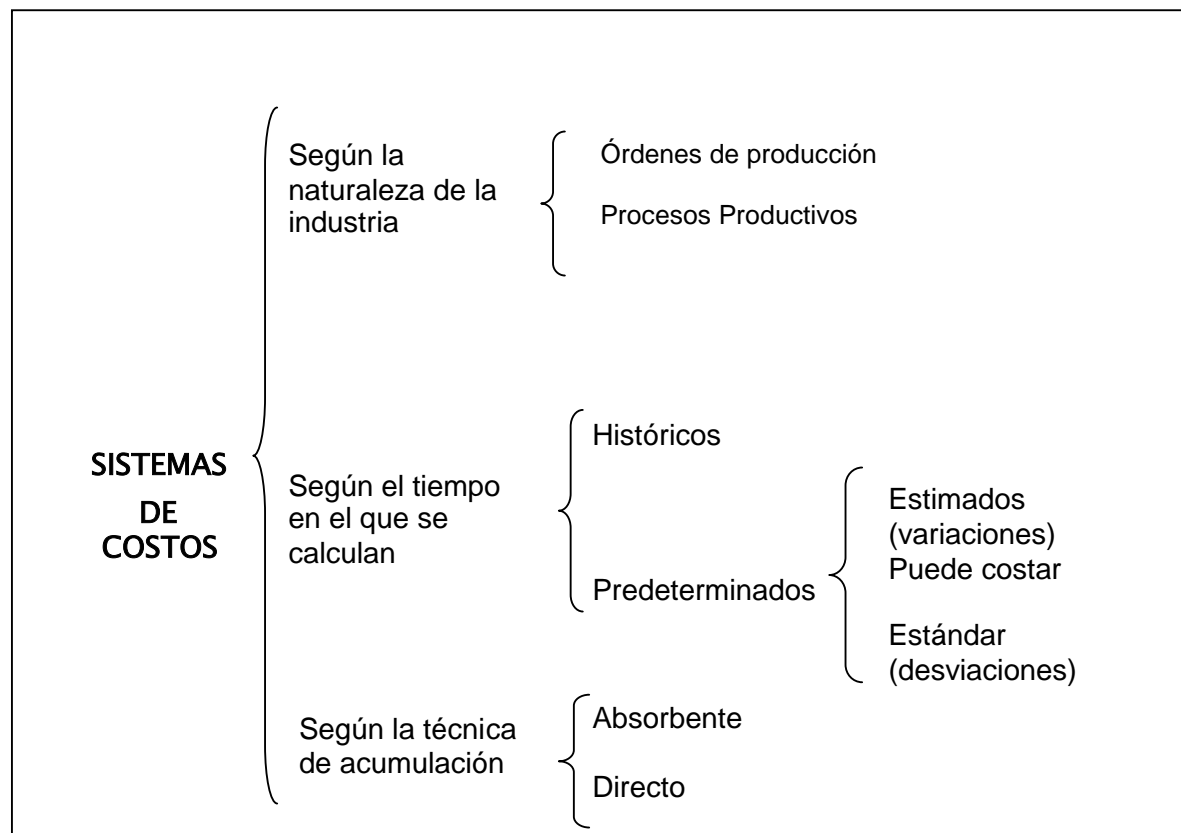 SISTEMAS
DE
COSTOS
Según la
naturaleza de la
industria
Órdenes de producción
Procesos Productivos
Según el tiempo
en el que se
calculan
Históricos
Predeterminados
Estimados
(variaciones)
Puede costar
Estándar
(desviaciones)
Según la técnica
de acumulación
Absorbente
Directo